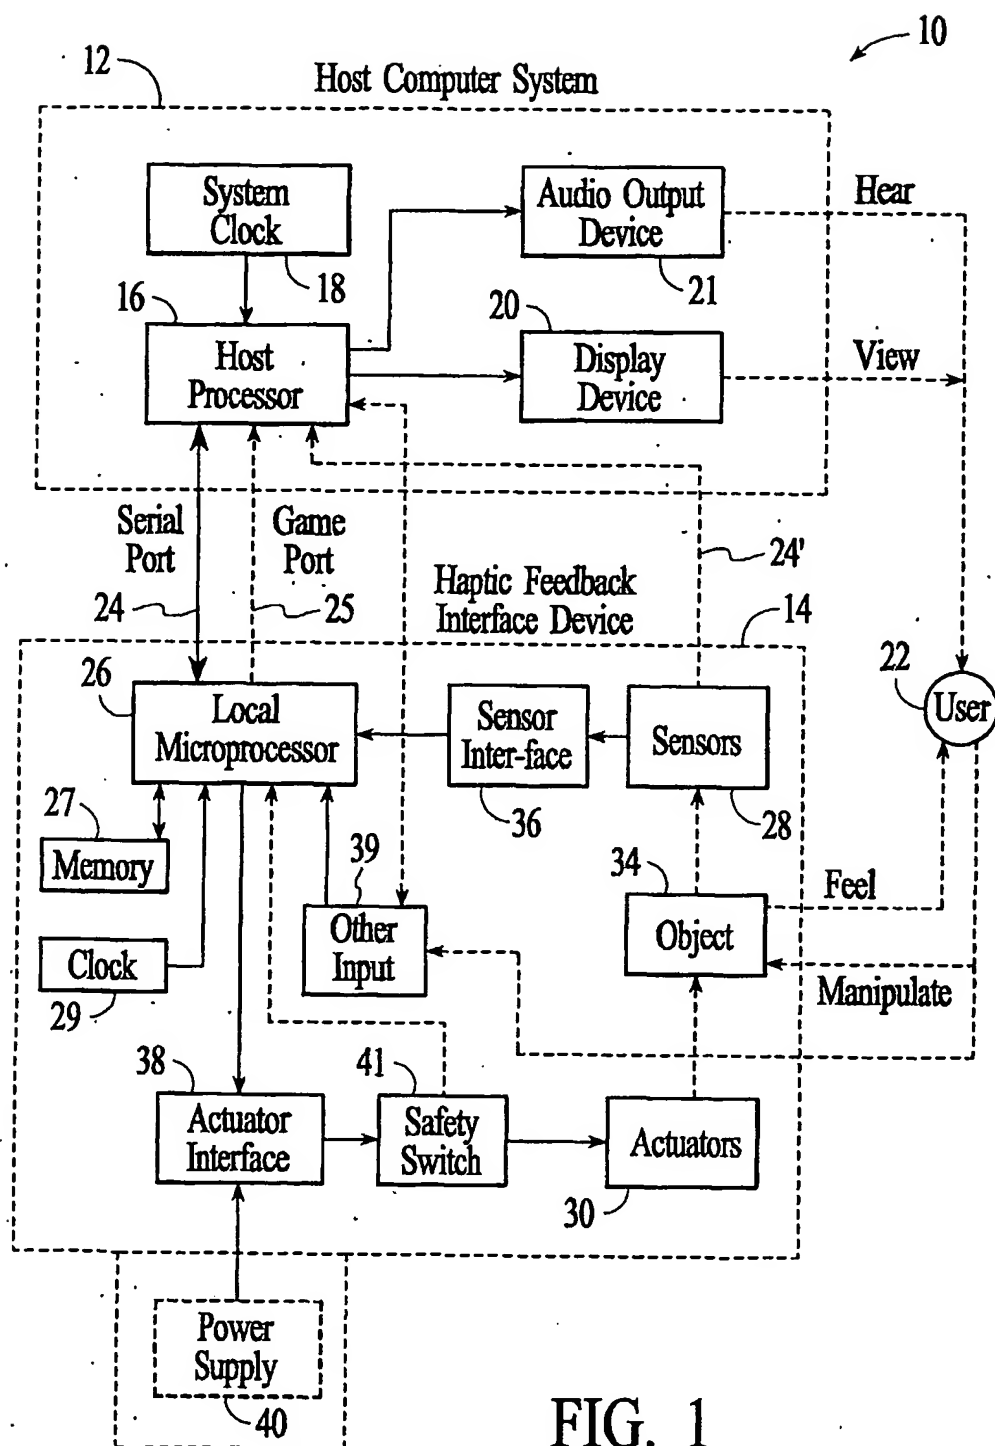 10
12
Host Computer System
System
Clock
18
Audio Output
Device
21
Hear
16
Host
Processor
20
Display
Device
View
Serial
Port
24
Game
Port
25
24'
Haptic Feedback
Interface Device
14
26
Local
Microprocessor
Sensor
Inter-face
36
Sensors
28
22
User
27
Memory
39
Other
Input
34
Object
Feel
Clock
29
Manipulate
38
Actuator
Interface
41
Safety
Switch
Actuators
30
Power
Supply
40
FIG. 1